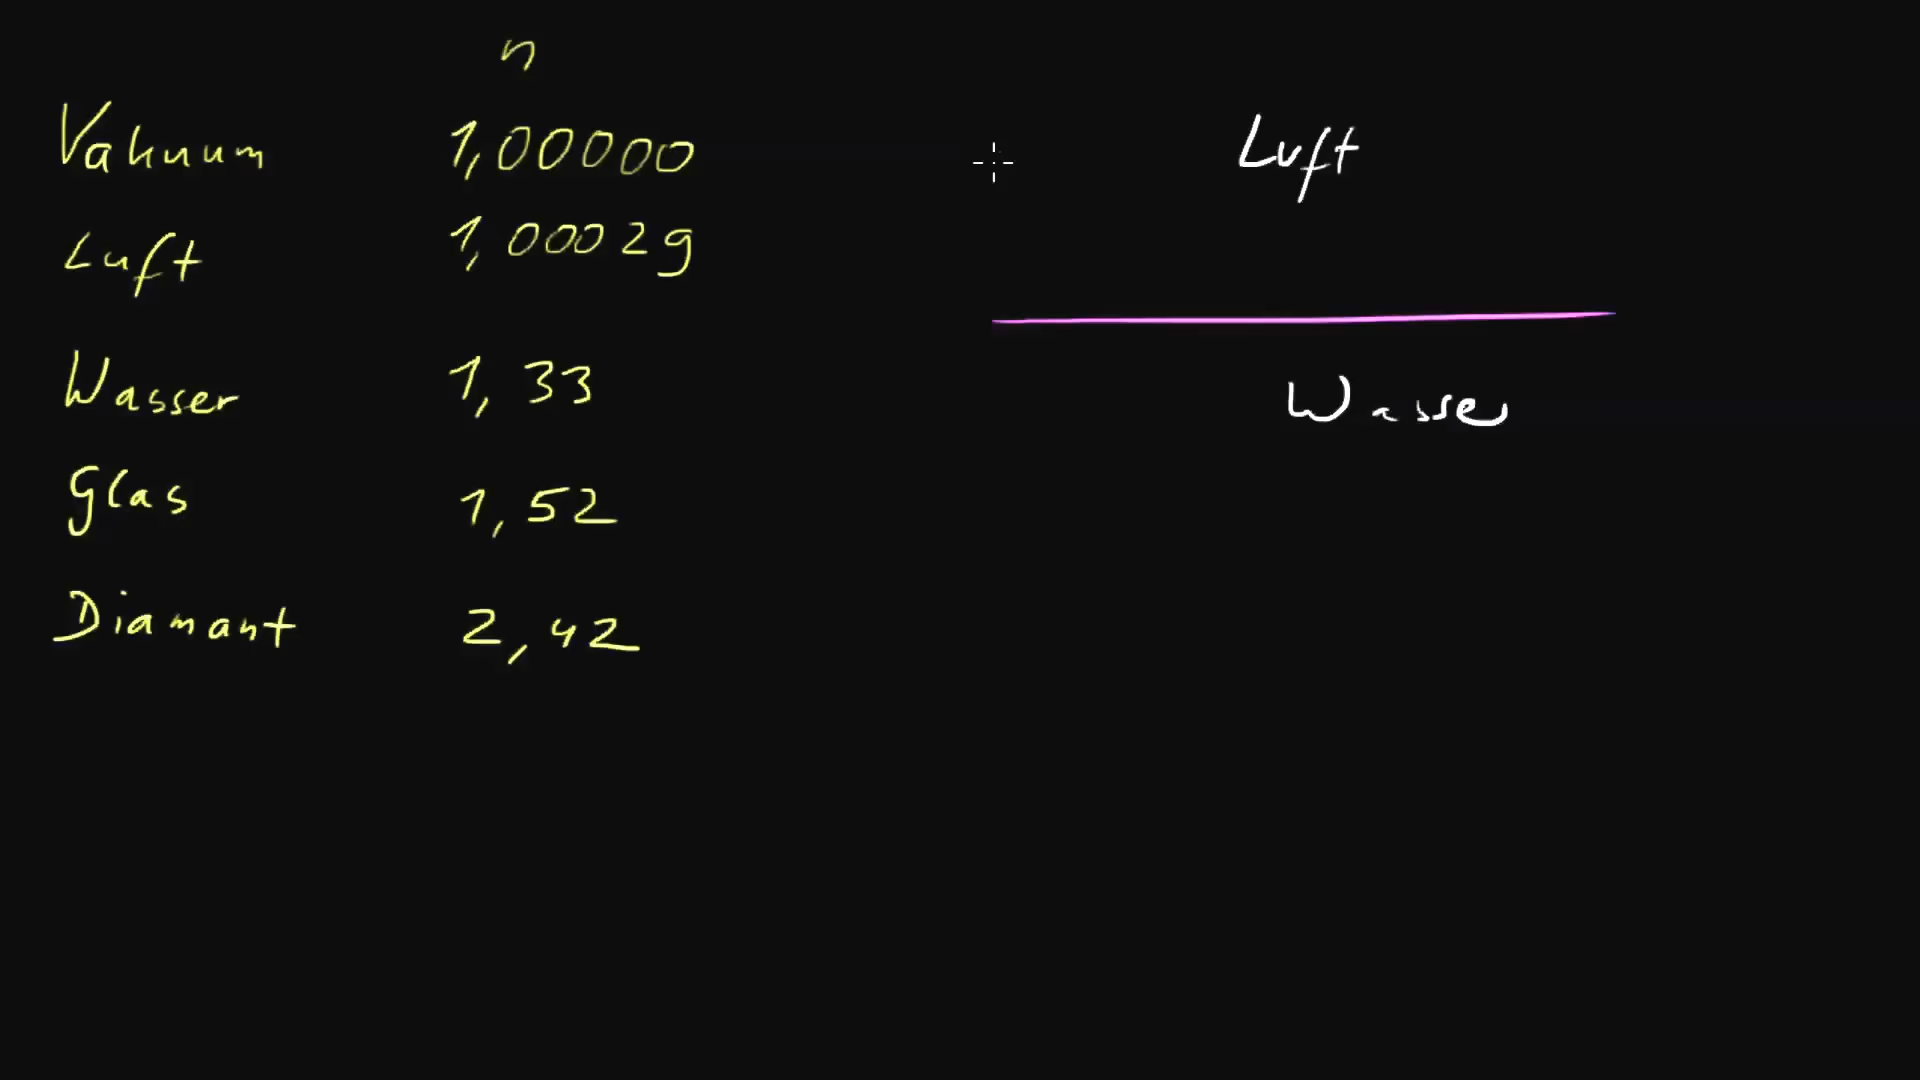 n
Vakuum 1,00000
Luft 1,00029
Wasser 1,33
Glas 1,52
Diamant 2,42
Luft
Wasser